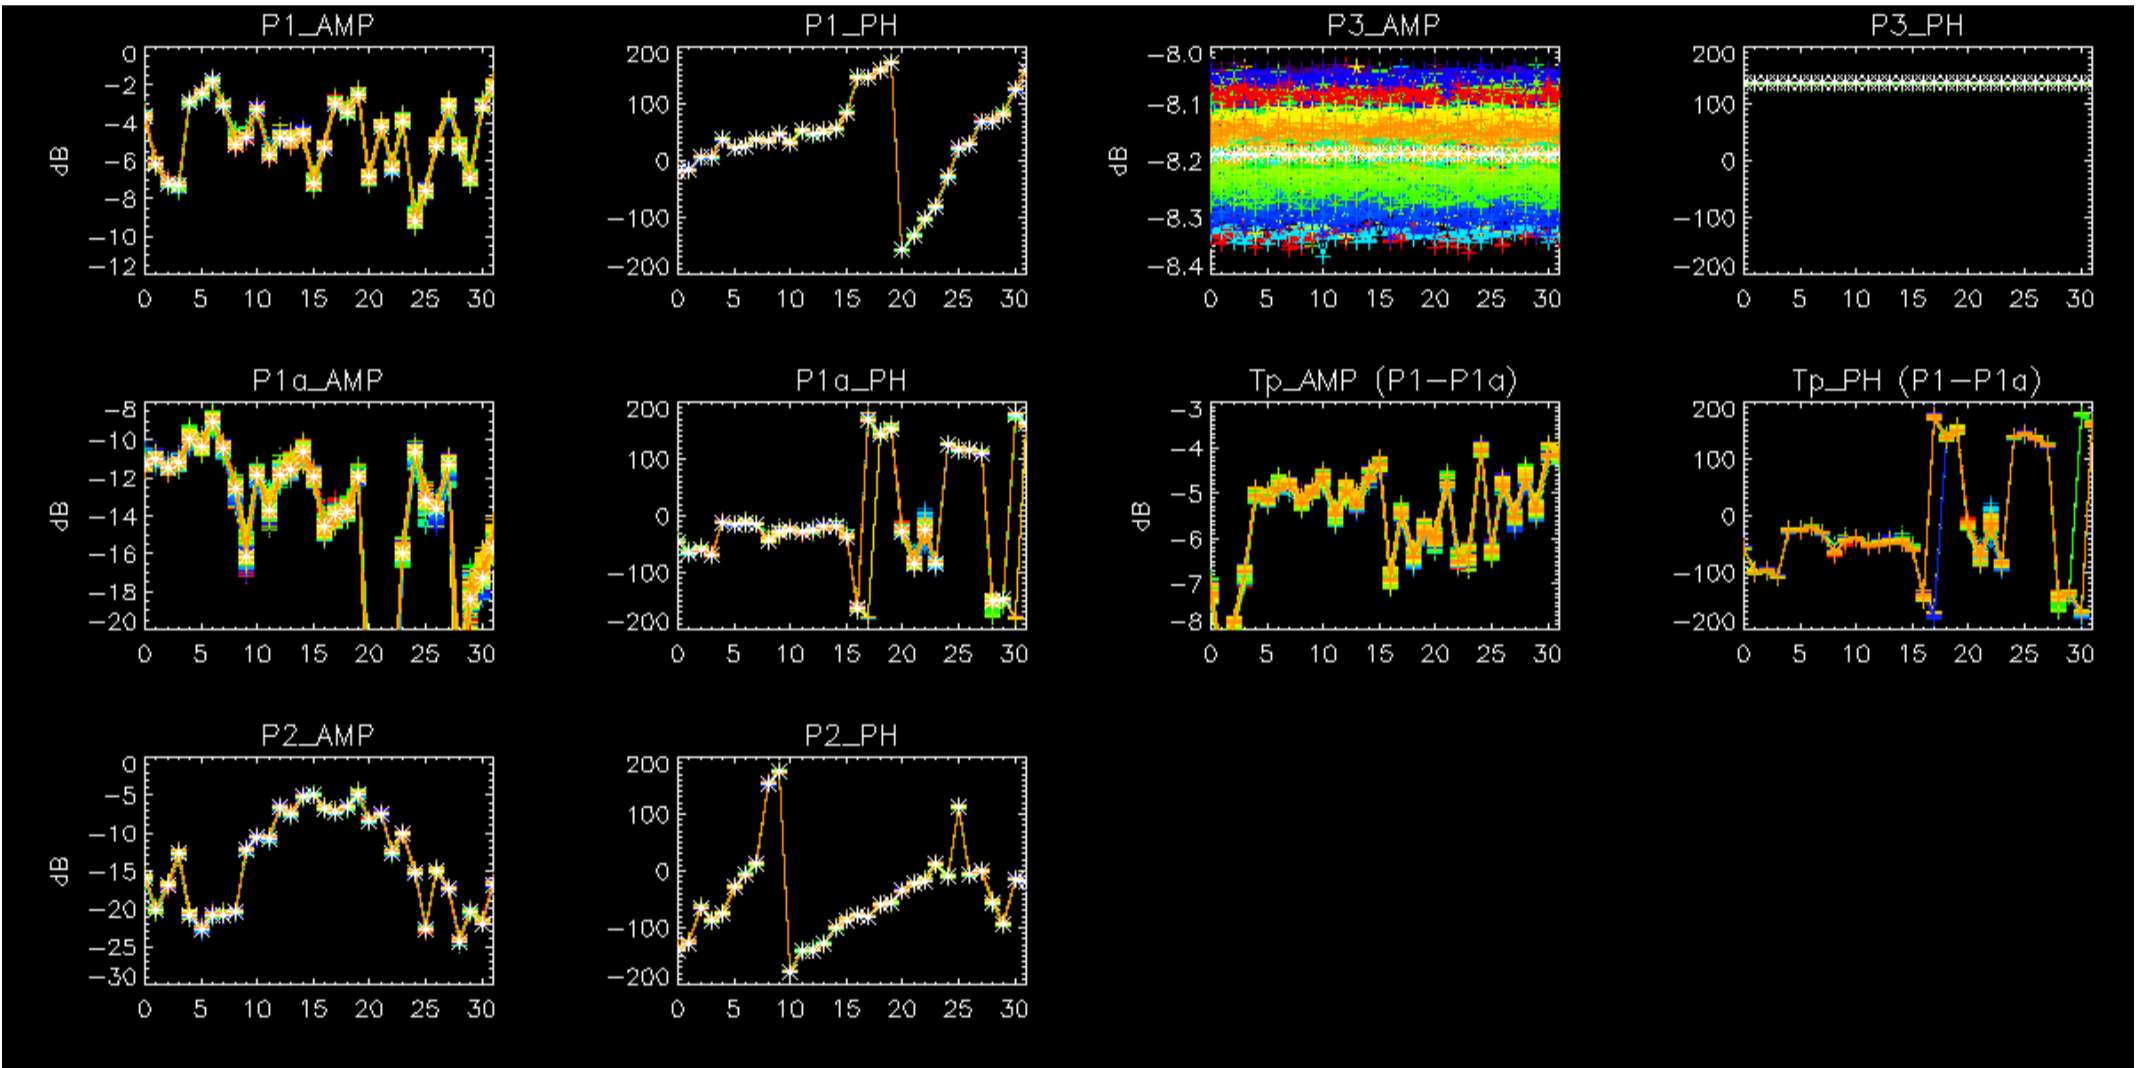 P1_AMP P1_PH P3_AMP P3_PH
0 200 -8.0 200
-2
-4 100 -8.1 100
dB -6 0 dB -8.2 0
-8
-10 -100 -8.3 -100
-12 -200 -8.4 -200
0 5 10 15 20 25 30 0 5 10 15 20 25 30 0 5 10 15 20 25 30 0 5 10 15 20 25 30
P1a_AMP P1a_PH Tp_AMP (P1-P1a) Tp_PH (P1-P1a)
-8 200 -3 200
-10 100 -4 100
-12
dB -14 0 dB -5 0
-16 -100 -6 -100
-18 -7
-20 -200 -8 -200
0 5 10 15 20 25 30 0 5 10 15 20 25 30 0 5 10 15 20 25 30 0 5 10 15 20 25 30
P2_AMP P2_PH
0 200
-5 100
-10
dB -15 0
-20 -100
-25
-30 -200
0 5 10 15 20 25 30 0 5 10 15 20 25 30